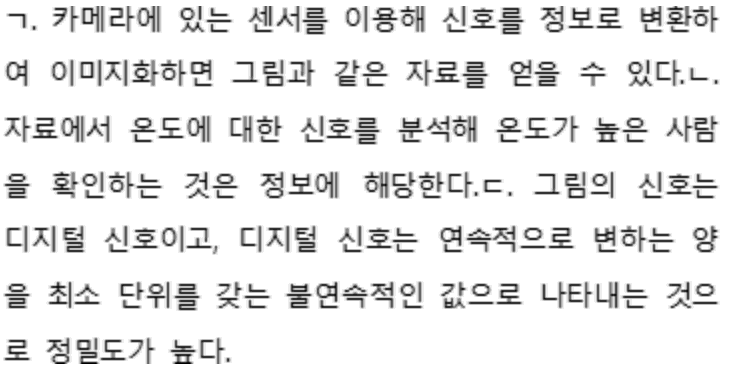 ㄱ. 카메라에 있는 센서를 이용해 신호를 정보로 변환하
여 이미지화하면 그림과 같은 자료를 얻을 수 있다.ㄴ.
자료에서 온도에 대한 신호를 분석해 온도가 높은 사람
을 확인하는 것은 정보에 해당한다.ㄷ. 그림의 신호는
디지털 신호이고, 디지털 신호는 연속적으로 변하는 양
을 최소 단위를 갖는 불연속적인 값으로 나타내는 것으
로 정밀도가 높다.